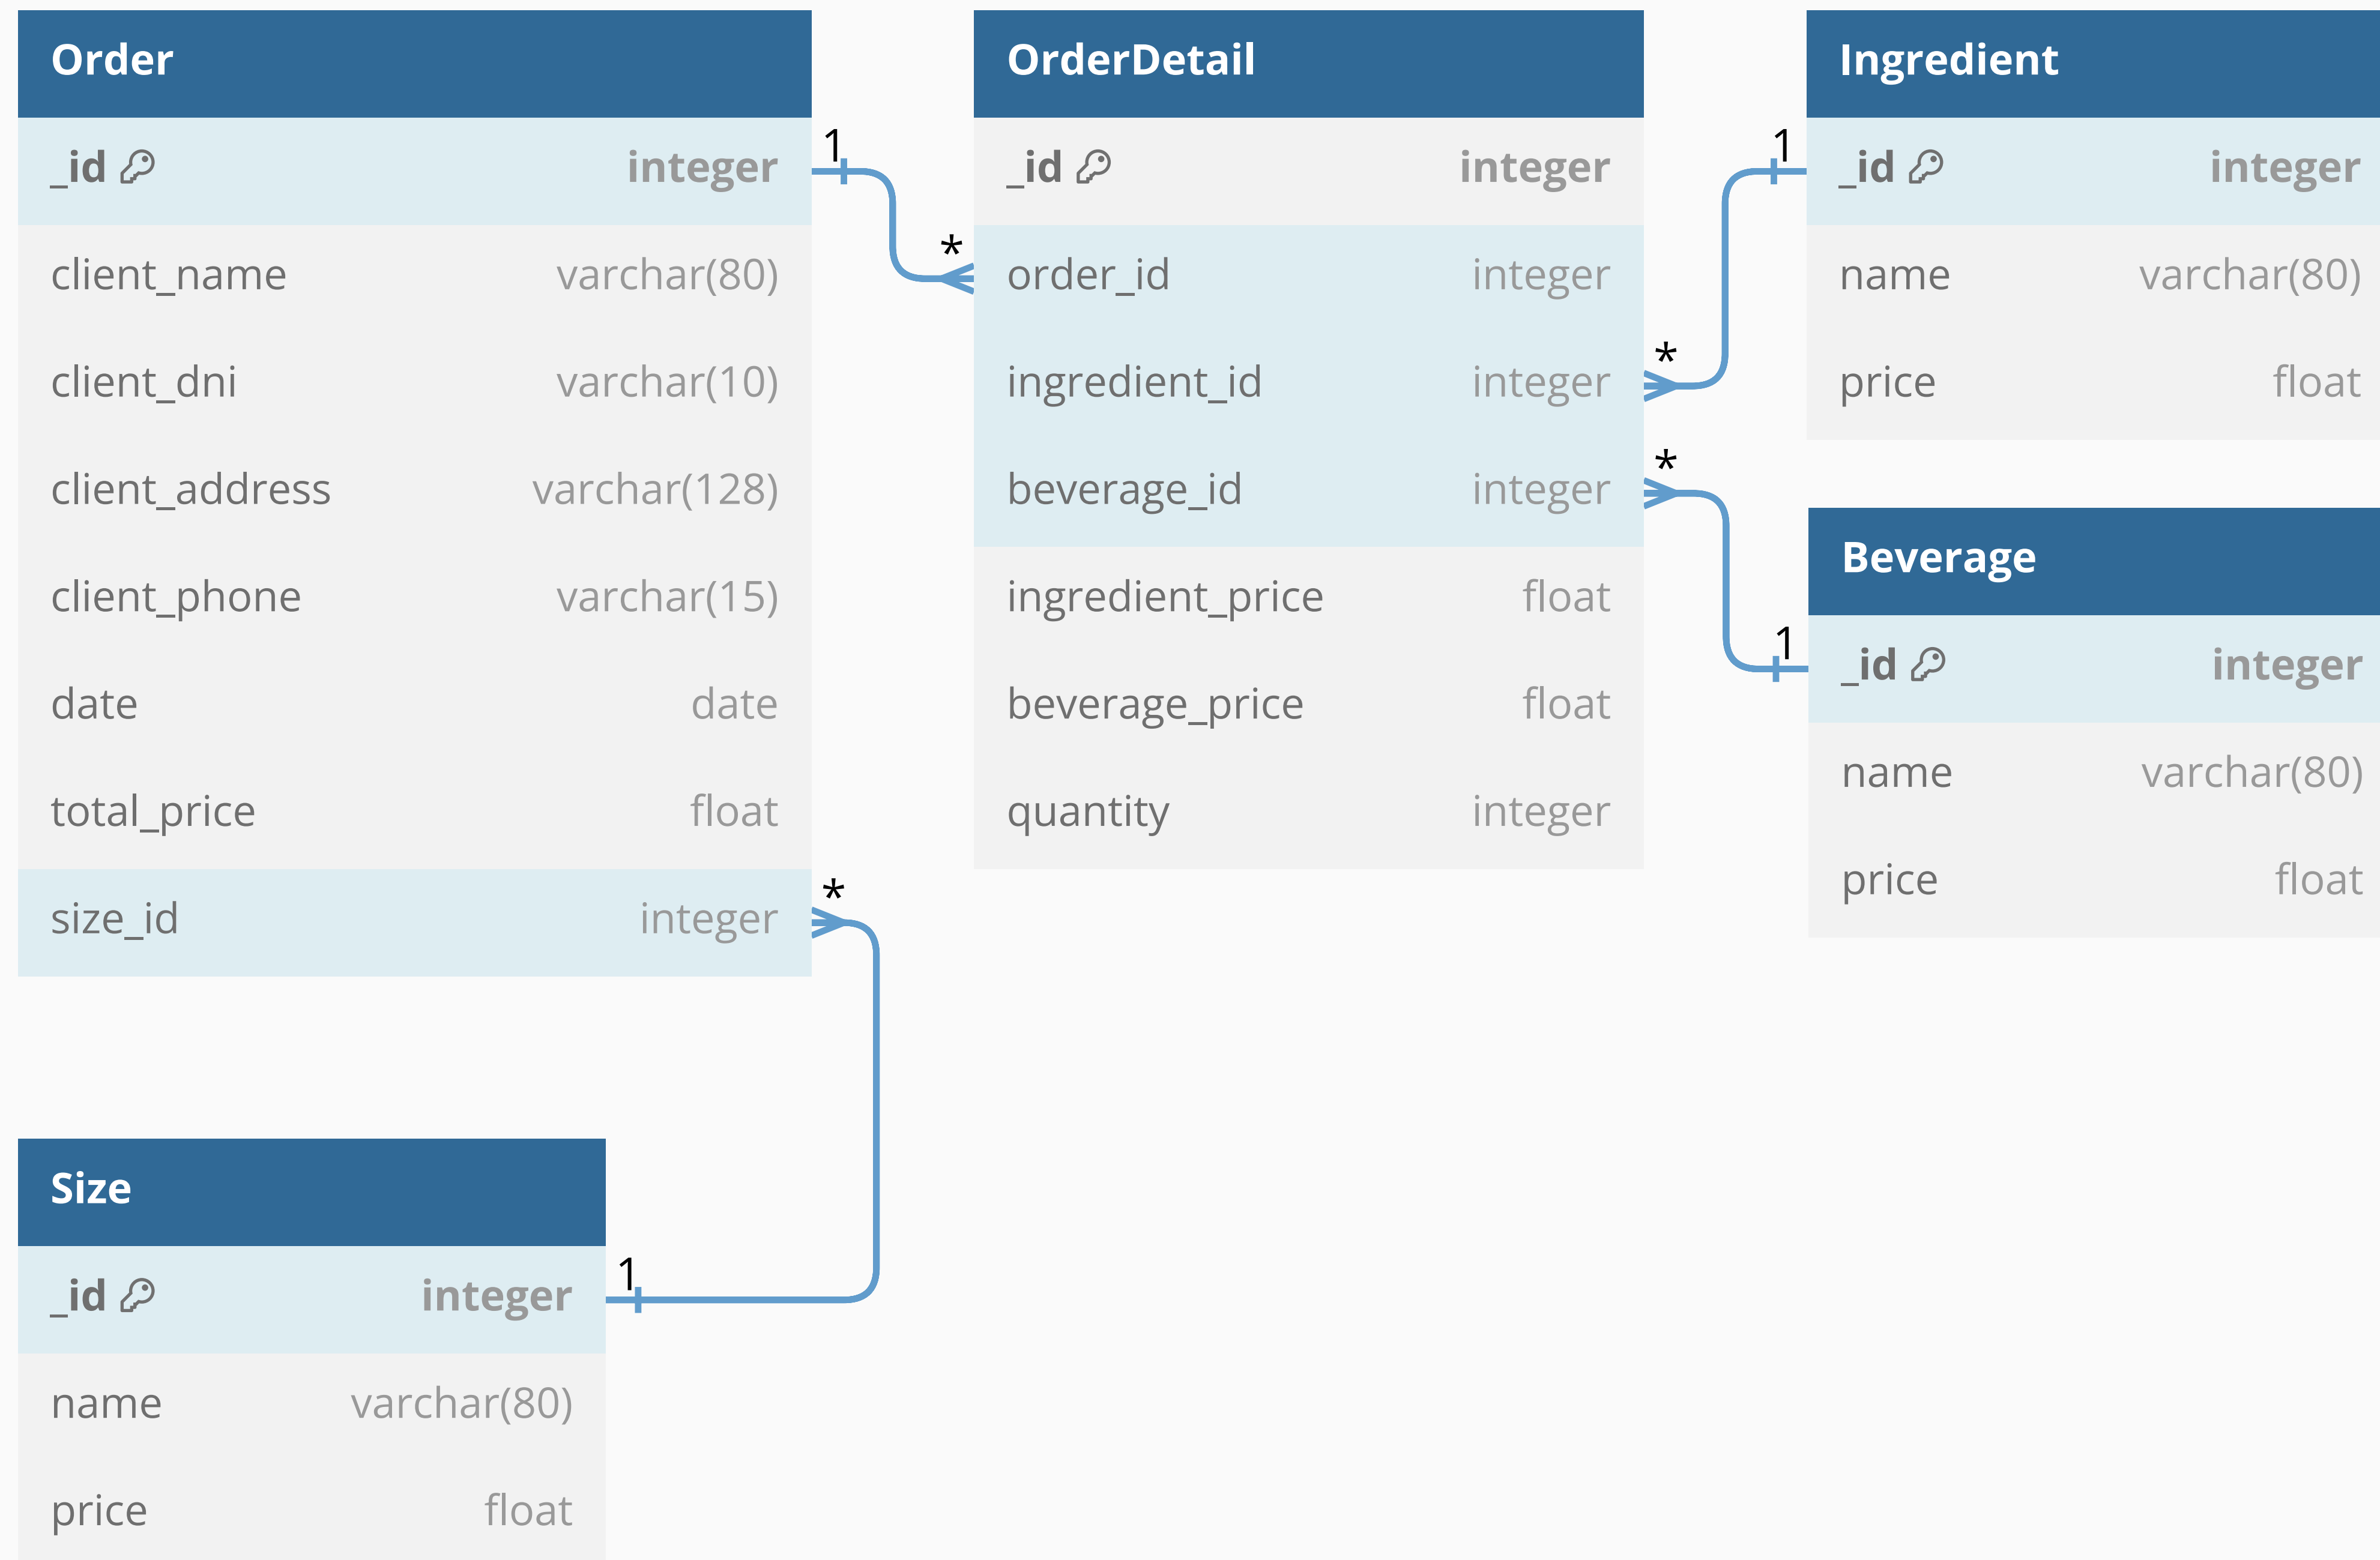 Order
_id integer
client_name varchar(80)
client_dni varchar(10)
client_address varchar(128)
client_phone varchar(15)
date date
total_price float
size_id integer
1
*
*
OrderDetail
_id integer
order_id integer
ingredient_id integer
beverage_id integer
ingredient_price float
beverage_price float
quantity integer
*
*
1
1
Ingredient
_id integer
name varchar(80)
price float
Beverage
_id integer
name varchar(80)
price float
Size
_id integer
name varchar(80)
price float
1